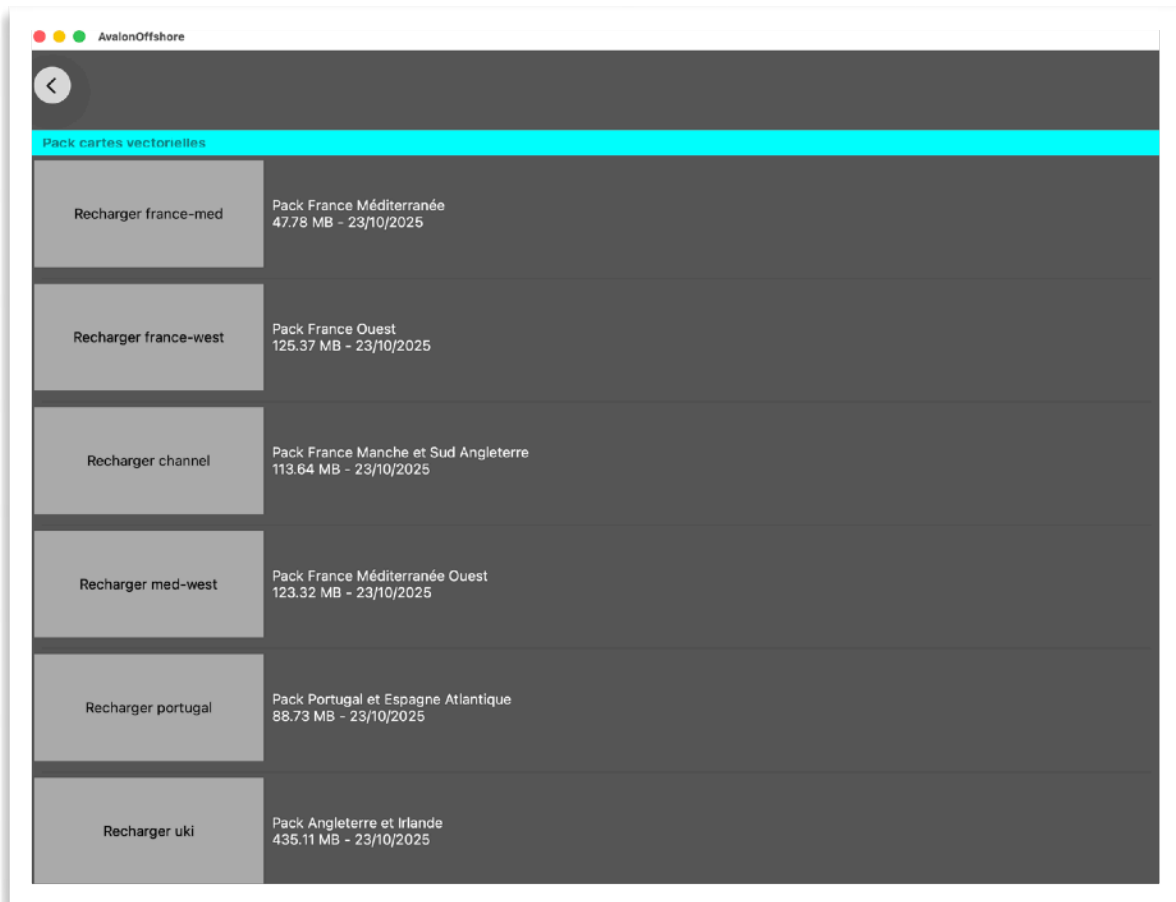 AvalonOffshore
Pack cartes vectorielles
Recharger france-med
Pack France Méditerranée
47.78 MB - 23/10/2025
Recharger france-west
Pack France Ouest
125.37 MB - 23/10/2025
Recharger channel
Pack France Manche et Sud Angleterre
113.64 MB - 23/10/2025
Recharger med-west
Pack France Méditerranée Ouest
123.32 MB - 23/10/2025
Recharger portugal
Pack Portugal et Espagne Atlantique
88.73 MB - 23/10/2025
Recharger uki
Pack Angleterre et Irlande
435.11 MB - 23/10/2025